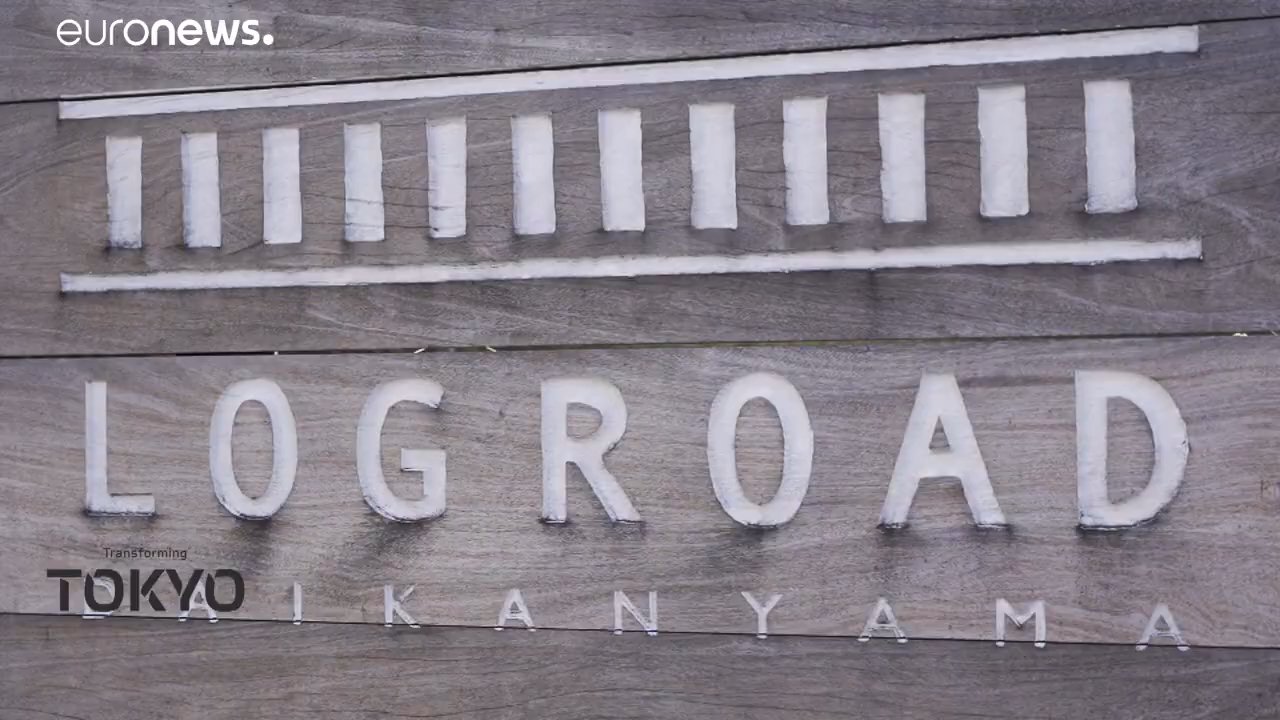 euronews.
LOGROAD
Transforming
TOKYO
DAIKANYAMA